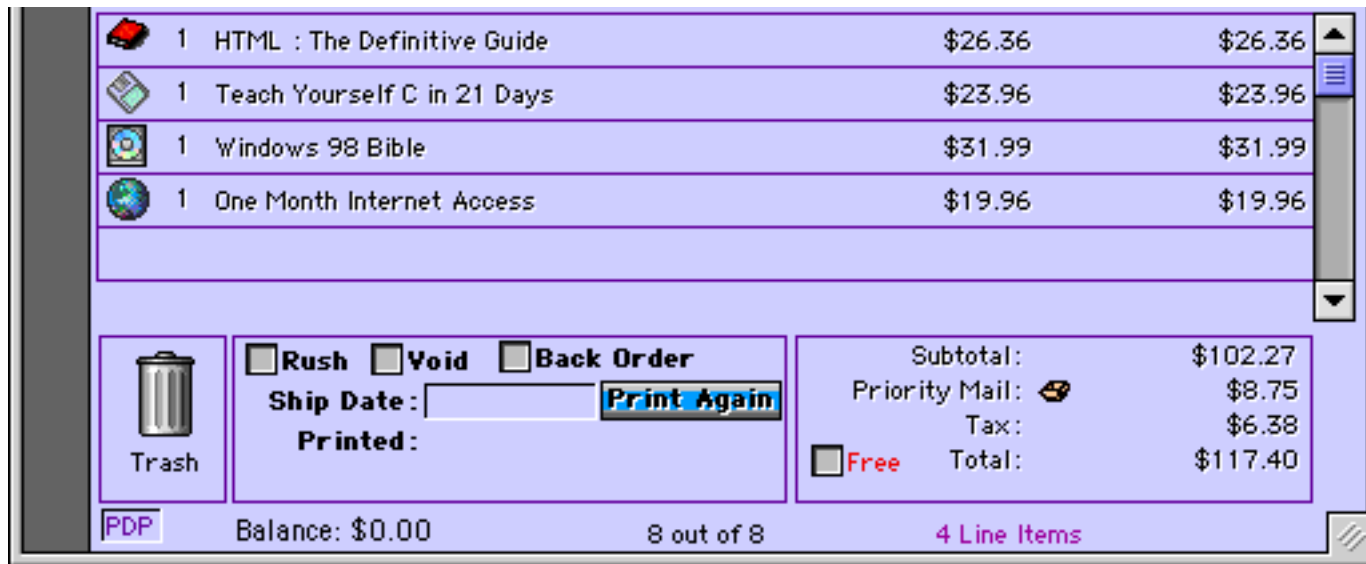 1 HTML : The Definitive Guide $26.36 $26.36
1 Teach Yourself C in 21 Days $23.96 $23.96
1 Windows 98 Bible $31.99 $31.99
1 One Month Internet Access $19.96 $19.96
Trash
Rush Void Back Order
Ship Date: Print Again
Printed:
Subtotal: $102.27
Priority Mail: $8.75
Tax: $6.38
Free Total: $117.40
PDP Balance: $0.00 8 out of 8 4 Line Items